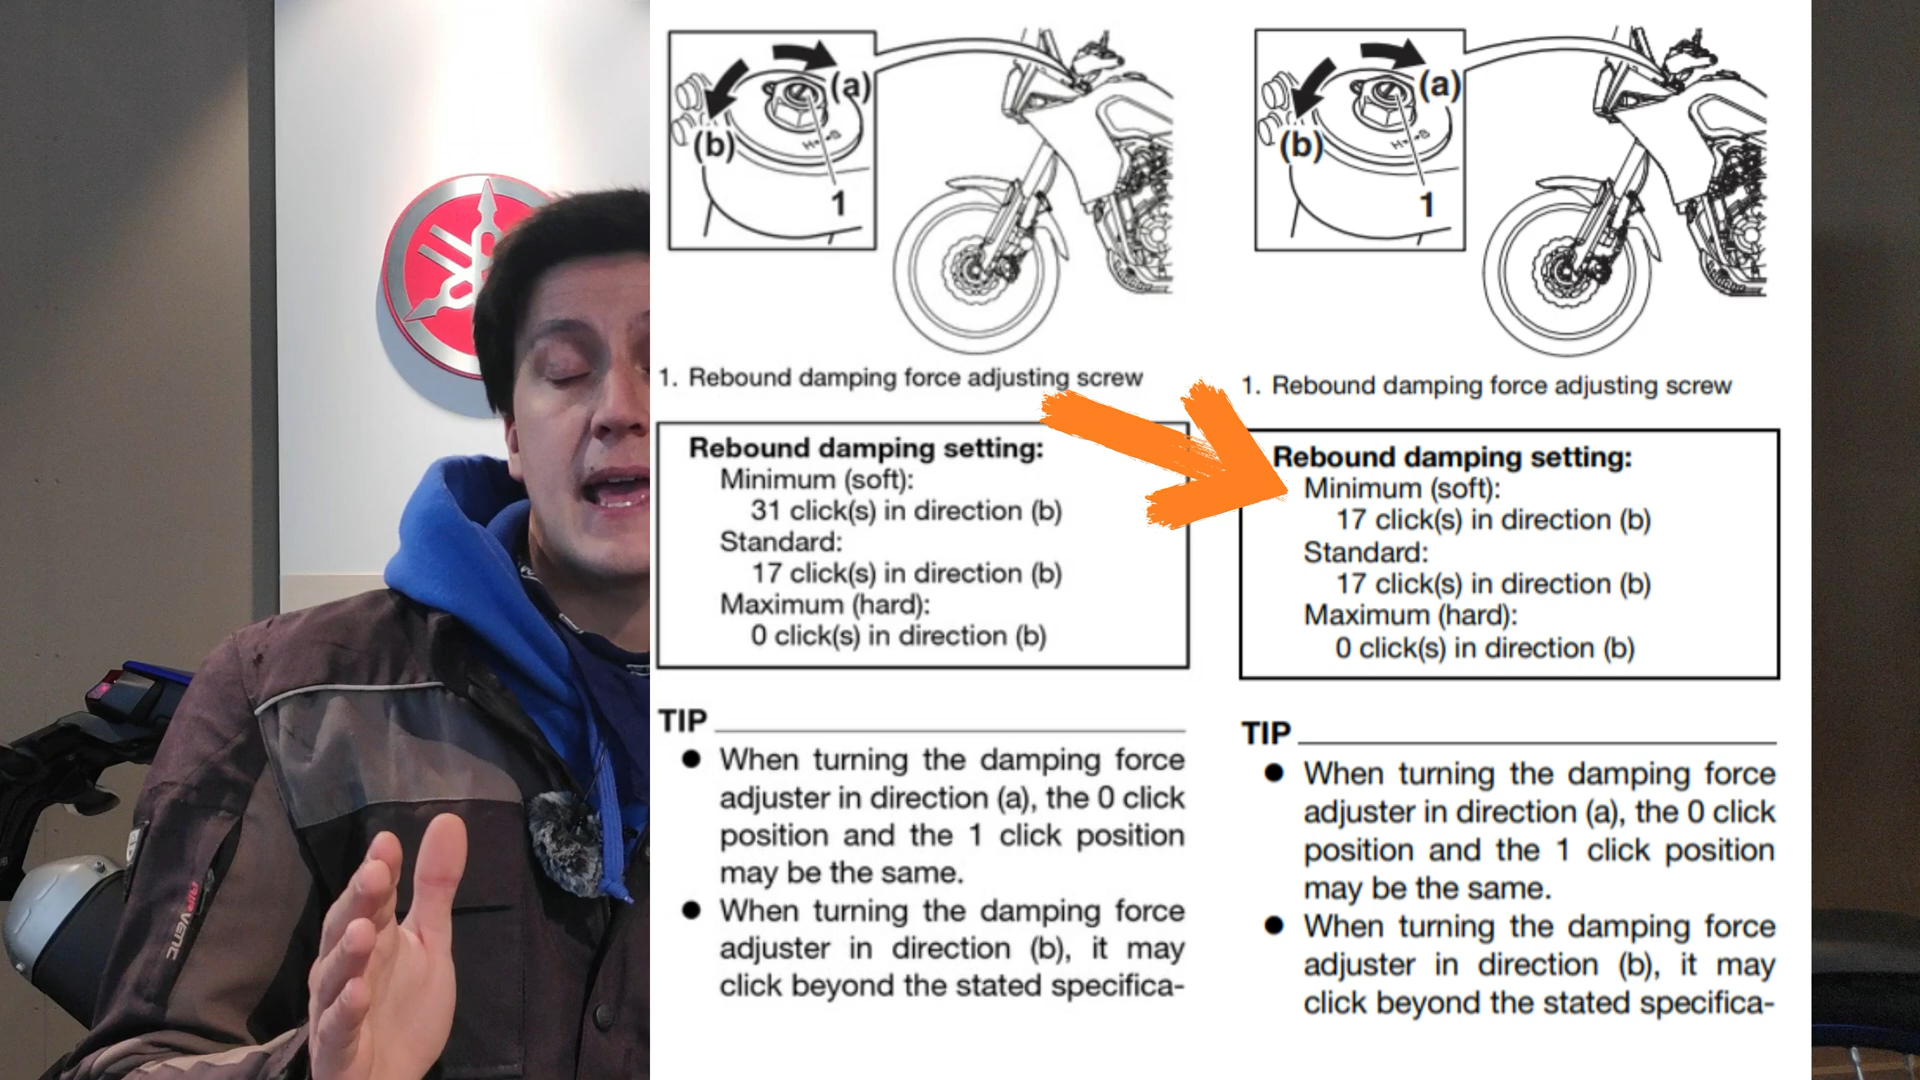 (a)
(b)
1
1. Rebound damping force adjusting screw
Rebound damping setting:
Minimum (soft):
31 click(s) in direction (b)
Standard:
17 click(s) in direction (b)
Maximum (hard):
0 click(s) in direction (b)
TIP
● When turning the damping force
adjuster in direction (a), the 0 click
position and the 1 click position
may be the same.
● When turning the damping force
adjuster in direction (b), it may
click beyond the stated specifica-
(a)
(b)
1
1. Rebound damping force adjusting screw
Rebound damping setting:
Minimum (soft):
17 click(s) in direction (b)
Standard:
17 click(s) in direction (b)
Maximum (hard):
0 click(s) in direction (b)
TIP
● When turning the damping force
adjuster in direction (a), the 0 click
position and the 1 click position
may be the same.
● When turning the damping force
adjuster in direction (b), it may
click beyond the stated specifica-